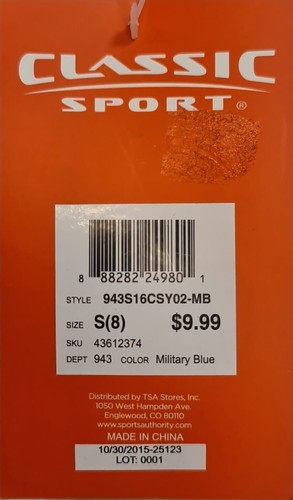 CLASSIC
SPORT®
8 88282 24980 1
STYLE 943S16CSY02-MB
SIZE S(8) $9.99
SKU 43612374
DEPT 943 COLOR Military Blue
Distributed by TSA Stores, Inc.
1050 West Hampden Ave.
Englewood, CO 80110
www.sportsauthority.com
MADE IN CHINA
10/30/2015-25123
LOT: 0001